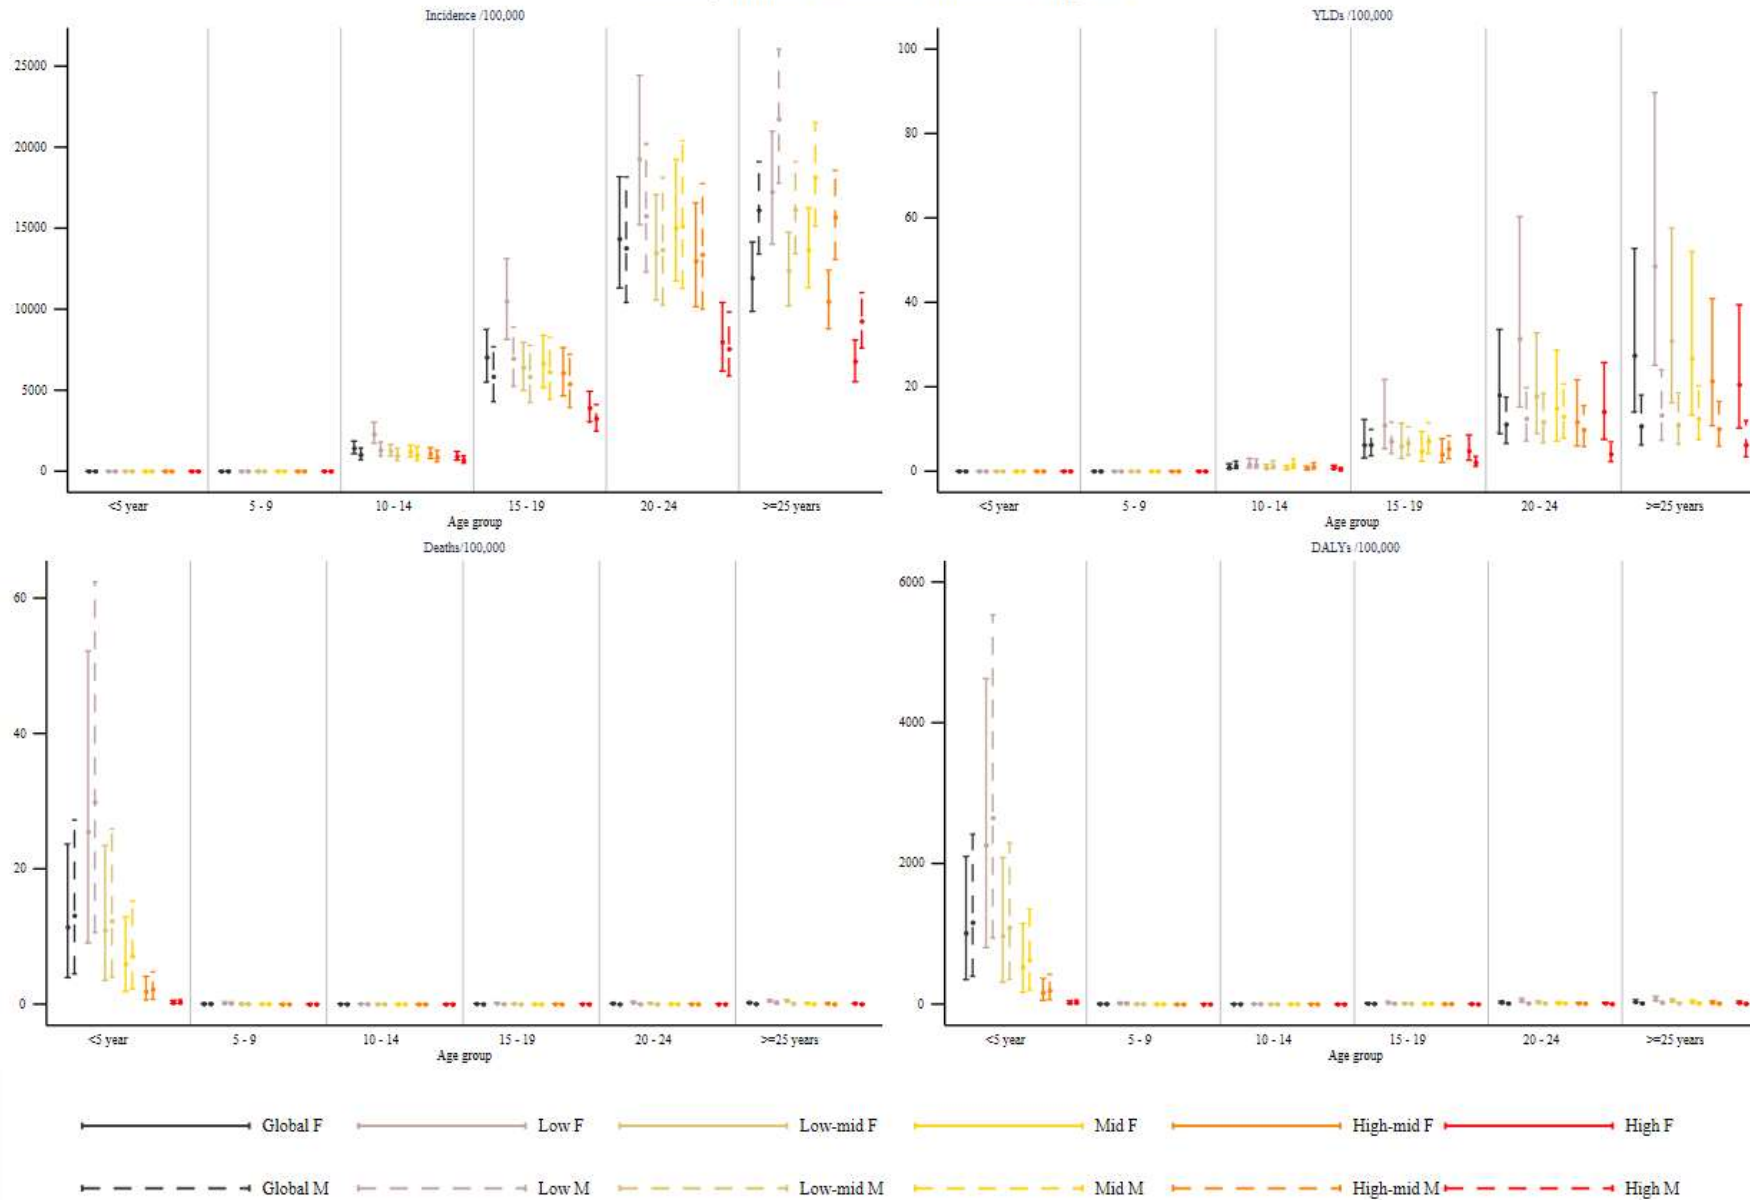 Incidence /100,000
25000
20000
15000
10000
5000
0
<5 year 5 - 9 10 - 14 15 - 19 20 - 24 >=25 years
Age group
YLDs /100,000
100
80
60
40
20
0
<5 year 5 - 9 10 - 14 15 - 19 20 - 24 >=25 years
Age group
Deaths/100,000
60
40
20
0
<5 year 5 - 9 10 - 14 15 - 19 20 - 24 >=25 years
Age group
DALYs /100,000
6000
4000
2000
0
<5 year 5 - 9 10 - 14 15 - 19 20 - 24 >=25 years
Age group
Global F Low F Low-mid F Mid F High-mid F High F
Global M Low M Low-mid M Mid M High-mid M High M